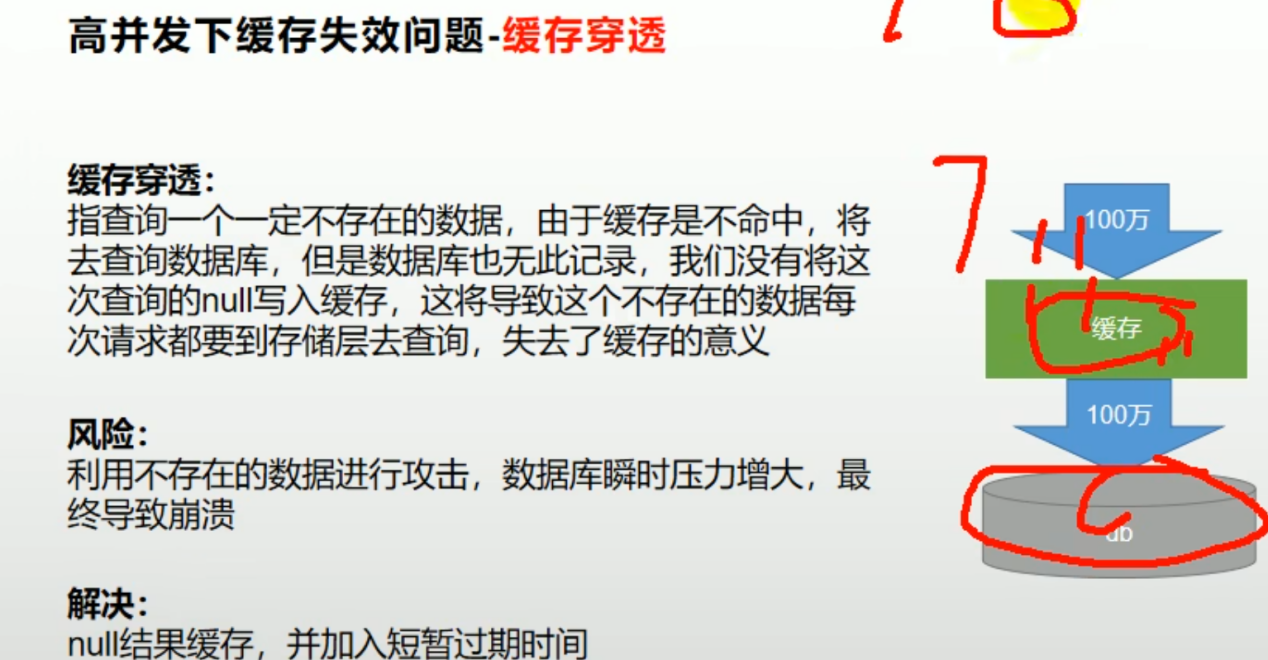 高并发下缓存失效问题-缓存穿透
缓存穿透：
指查询一个一定不存在的数据，由于缓存是不命中，将
去查询数据库，但是数据库也无此记录，我们没有将这
次查询的null写入缓存，这将导致这个不存在的数据每
次请求都要到存储层去查询，失去了缓存的意义
风险：
利用不存在的数据进行攻击，数据库瞬时压力增大，最
终导致崩溃
解决：
null结果缓存，并加入短暂过期时间
100万
缓存
100万
db